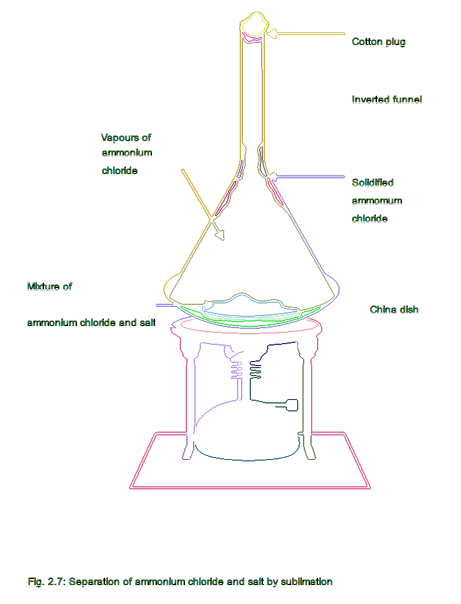 Cotton plug
Inverted funnel
Vapours of
ammonium
chloride
Solidified
ammomum
chloride
Mixture of
ammonium chloride and salt
China dish
Fig. 2.7: Separation of ammonium chloride and salt by sublimation